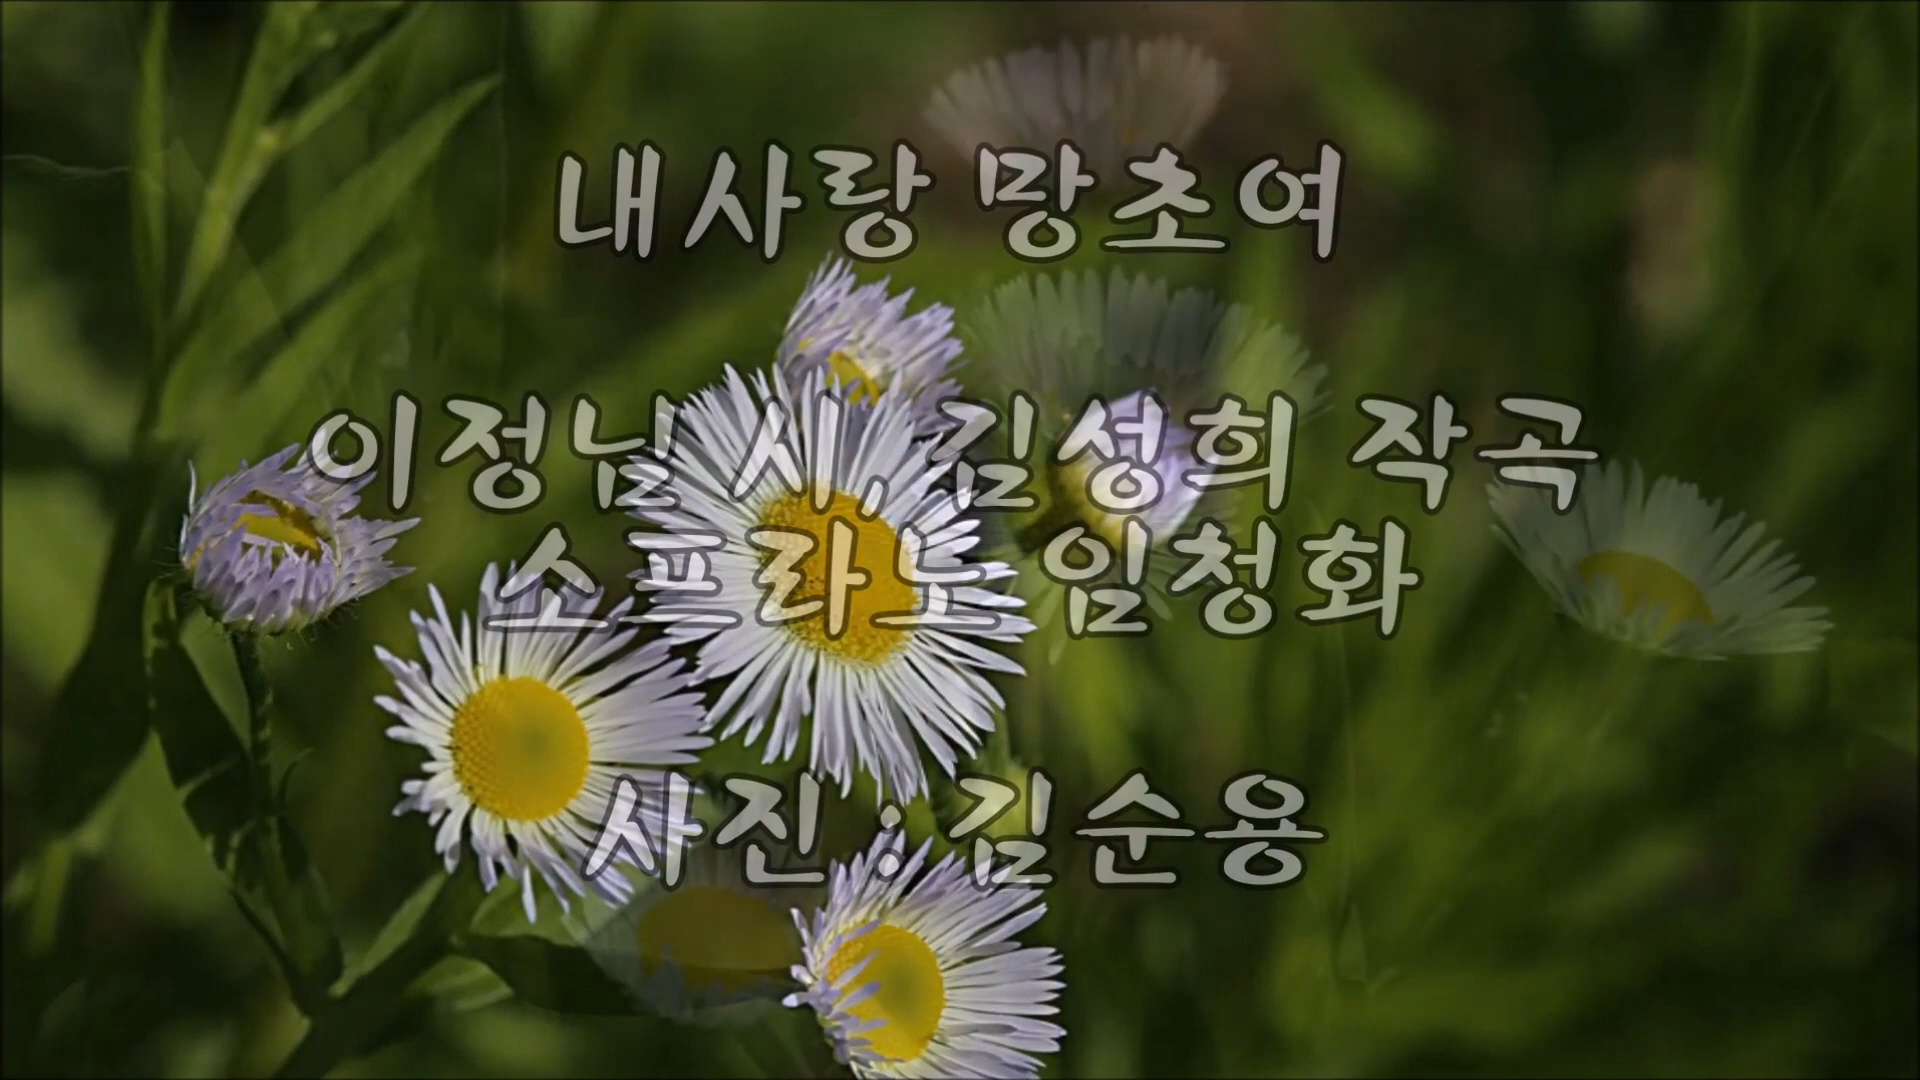 내사랑 망초여
이정님 시, 김성희 작곡
소프라노 임청화
사진 : 김순용